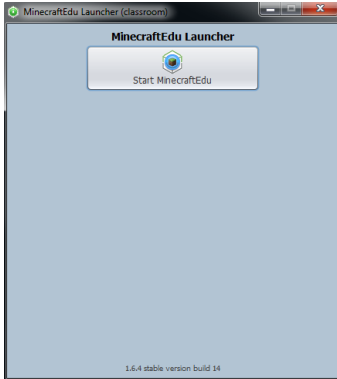 MinecraftEdu Launcher (classroom)
MinecraftEdu Launcher
Start MinecraftEdu
1.6.4 stable version build 14